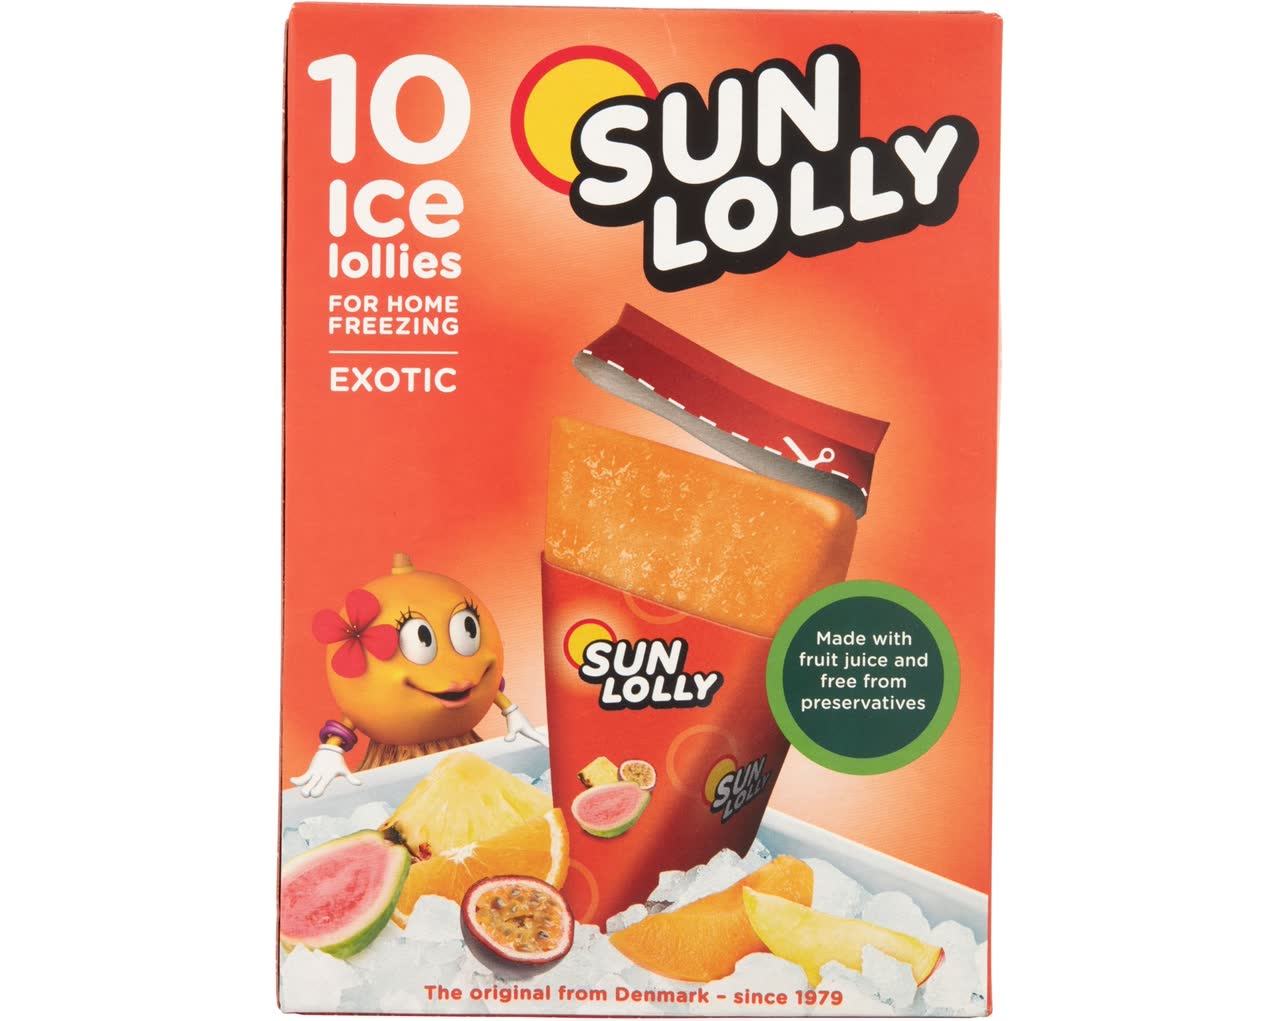 10
ice
lollies
FOR HOME
FREEZING
EXOTIC
SUN
LOLLY
SUN
LOLLY
SUN
LOLLY
Made with
fruit juice and
free from
preservatives
The original from Denmark – since 1979